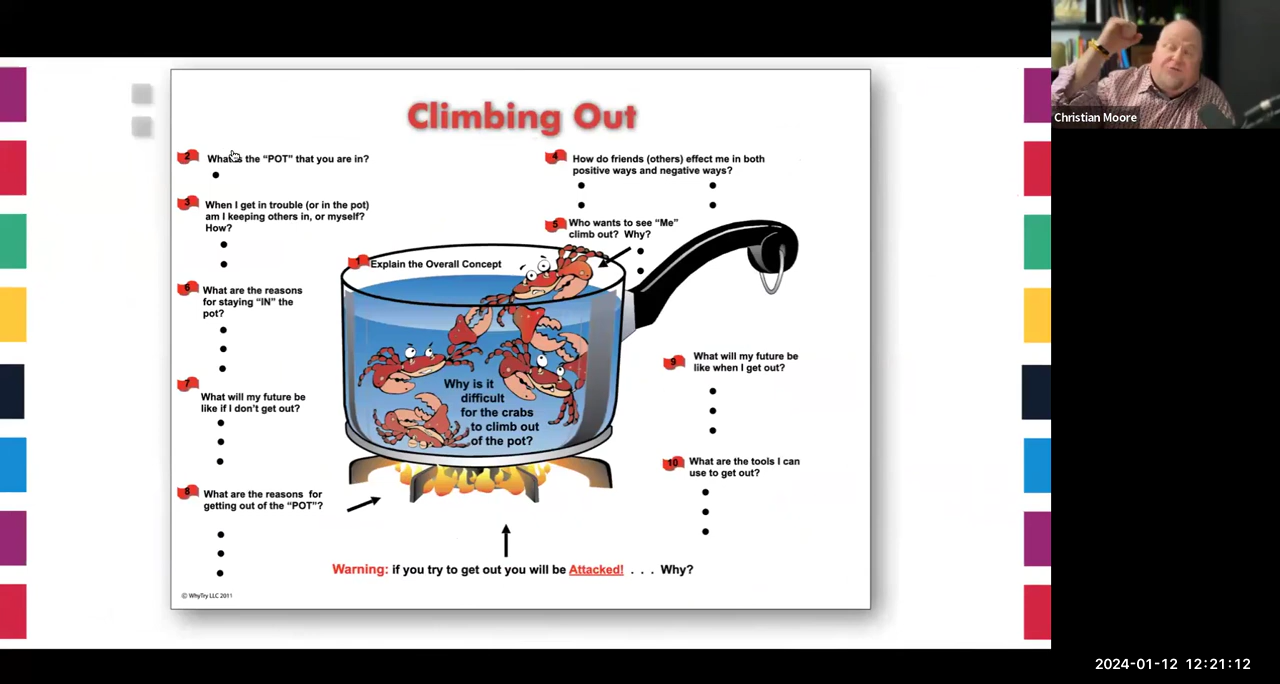 Climbing Out
2 What is the "POT" that you are in?
3 When I get in trouble (or in the pot)
am I keeping others in, or myself?
How?
6 What are the reasons
for staying "IN" the
pot?
7 What will my future be
like if I don't get out?
8 What are the reasons for
getting out of the "POT"?
4 How do friends (others) effect me in both
positive ways and negative ways?
5 Who wants to see "Me"
climb out? Why?
1 Explain the Overall Concept
Why is it
difficult
for the crabs
to climb out
of the pot?
9 What will my future be
like when I get out?
10 What are the tools I can
use to get out?
Warning: if you try to get out you will be Attacked! . . . Why?
© WhyTry LLC 2011
Christian Moore
2024-01-12 12:21:12